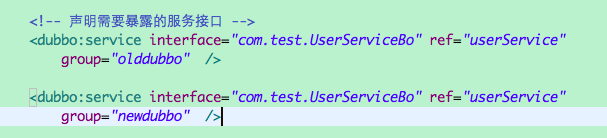 <!-- 声明需要暴露的服务接口 -->
<dubbo:service interface="com.test.UserServiceBo" ref="userService"
group="olddubbo"  />
<dubbo:service interface="com.test.UserServiceBo" ref="userService"
group="newdubbo"  />